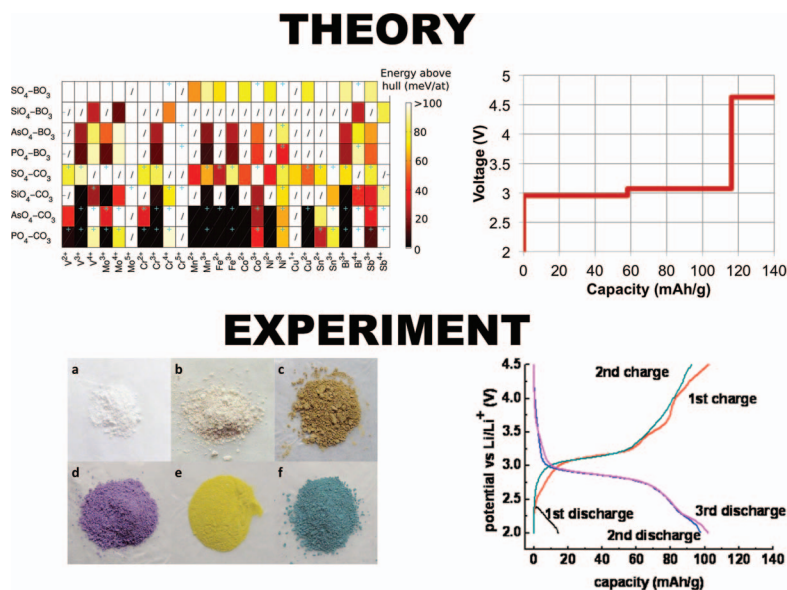 THEORY
Energy above
hull (meV/at)
>100
80
60
40
20
0
SO₄–BO₃
SiO₄–BO₃
AsO₄–BO₃
PO₄–BO₃
SO₄–CO₃
SiO₄–CO₃
AsO₄–CO₃
PO₄–CO₃
V²⁺
V³⁺
V⁴⁺
Mo³⁺
Mo⁴⁺
Mo⁵⁺
Cr²⁺
Cr³⁺
Cr⁴⁺
Cr⁵⁺
Mn²⁺
Mn³⁺
Fe²⁺
Fe³⁺
Co²⁺
Co³⁺
Ni²⁺
Ni³⁺
Cu¹⁺
Cu²⁺
Sn²⁺
Sn³⁺
Bi³⁺
Bi⁴⁺
Sb³⁺
Sb⁴⁺
Voltage (V)
5
4.5
4
3.5
3
2.5
2
0 20 40 60 80 100 120 140
Capacity (mAh/g)
EXPERIMENT
a b c
d e f
potential vs Li/Li⁺ (V)
4.5
4.0
3.5
3.0
2.5
2.0
2nd charge
1st charge
1st discharge
3rd discharge
2nd discharge
0 20 40 60 80 100 120 140
capacity (mAh/g)